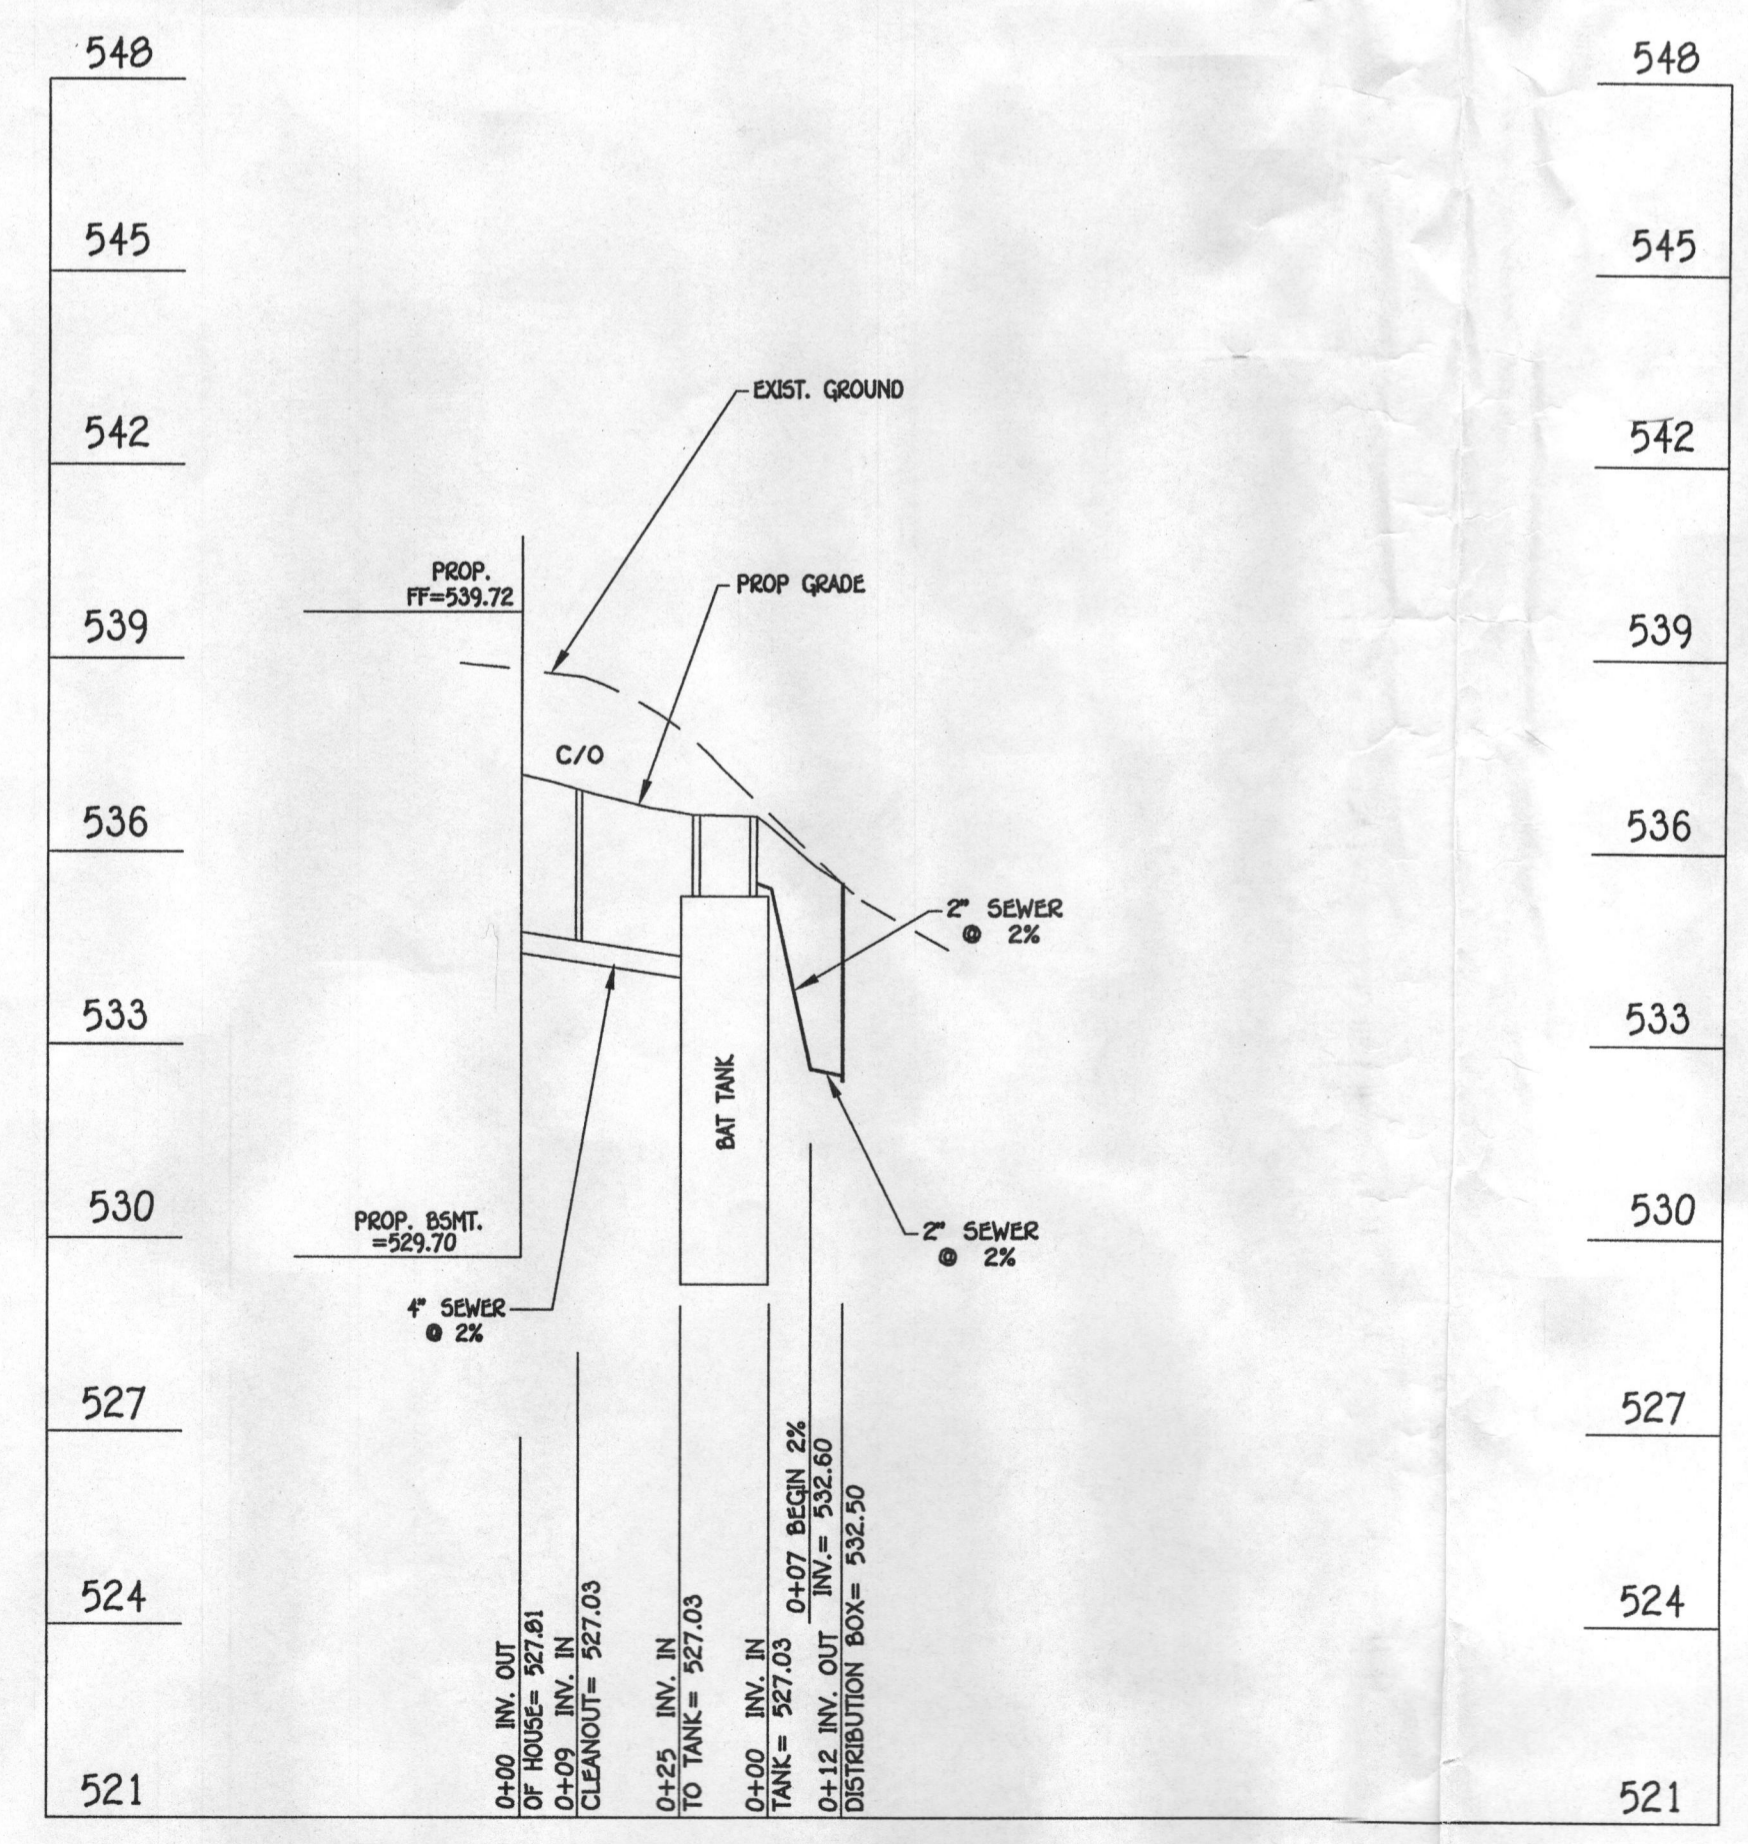 548
548
545
545
EXIST. GROUND
542
542
PROP.
FF=539.72
PROP GRADE
539
539
C/O
536
536
2" SEWER
@ 2%
533
533
BAT TANK
530
530
PROP. BSMT.
=529.70
2" SEWER
@ 2%
4" SEWER
@ 2%
527
527
524
524
0+00 INV. OUT
OF HOUSE= 527.81
0+09 INV. IN
CLEANOUT= 527.03
0+25 INV. IN
TO TANK= 527.03
0+00 INV. IN
TANK= 527.03
0+07 BEGIN 2%
INV.= 532.60
0+12 INV. OUT
DISTRIBUTION BOX= 532.50
521
521